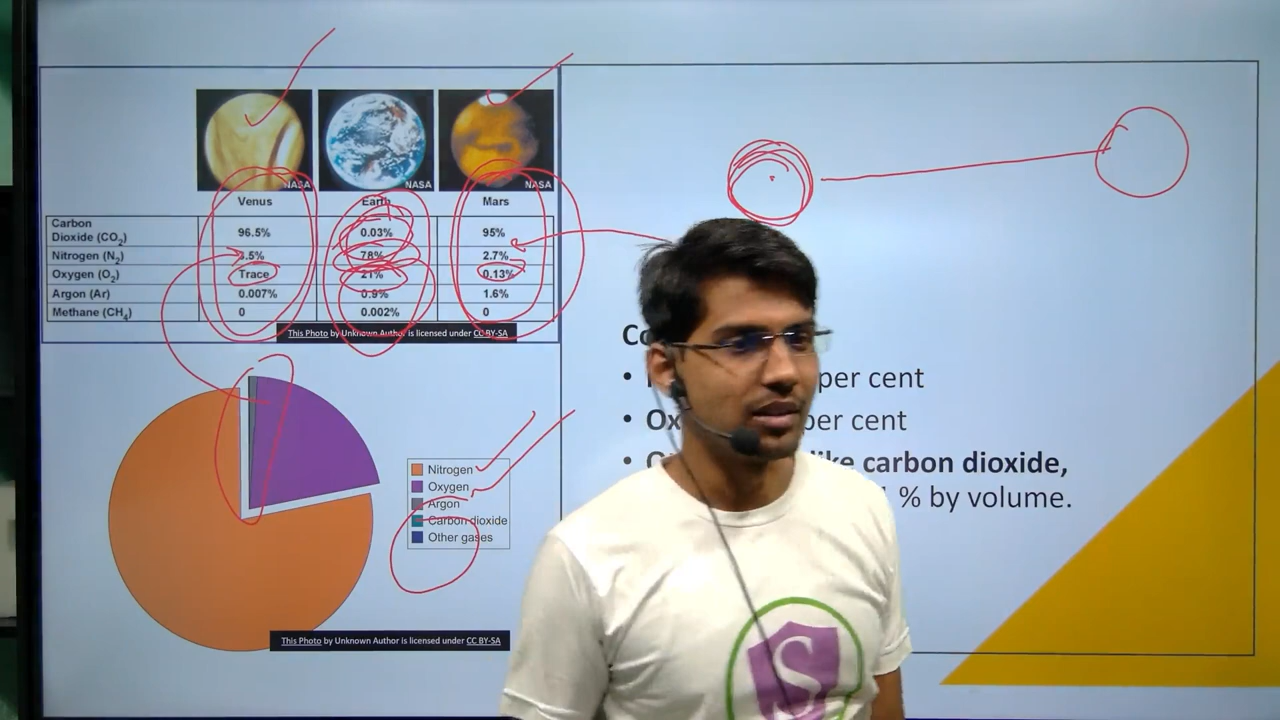 NASA NASA NASA
Venus Earth Mars
Carbon
Dioxide (CO₂) 96.5% 0.03% 95%
Nitrogen (N₂) 3.5% 78% 2.7%
Oxygen (O₂) Trace 21% 0.13%
Argon (Ar) 0.007% 0.9% 1.6%
Methane (CH₄) 0 0.002% 0
This Photo by Unknown Author is licensed under CC BY-SA
Nitrogen
Oxygen
Argon
Carbon dioxide
Other gases
This Photo by Unknown Author is licensed under CC BY-SA
per cent
per cent
like carbon dioxide,
% by volume.
S